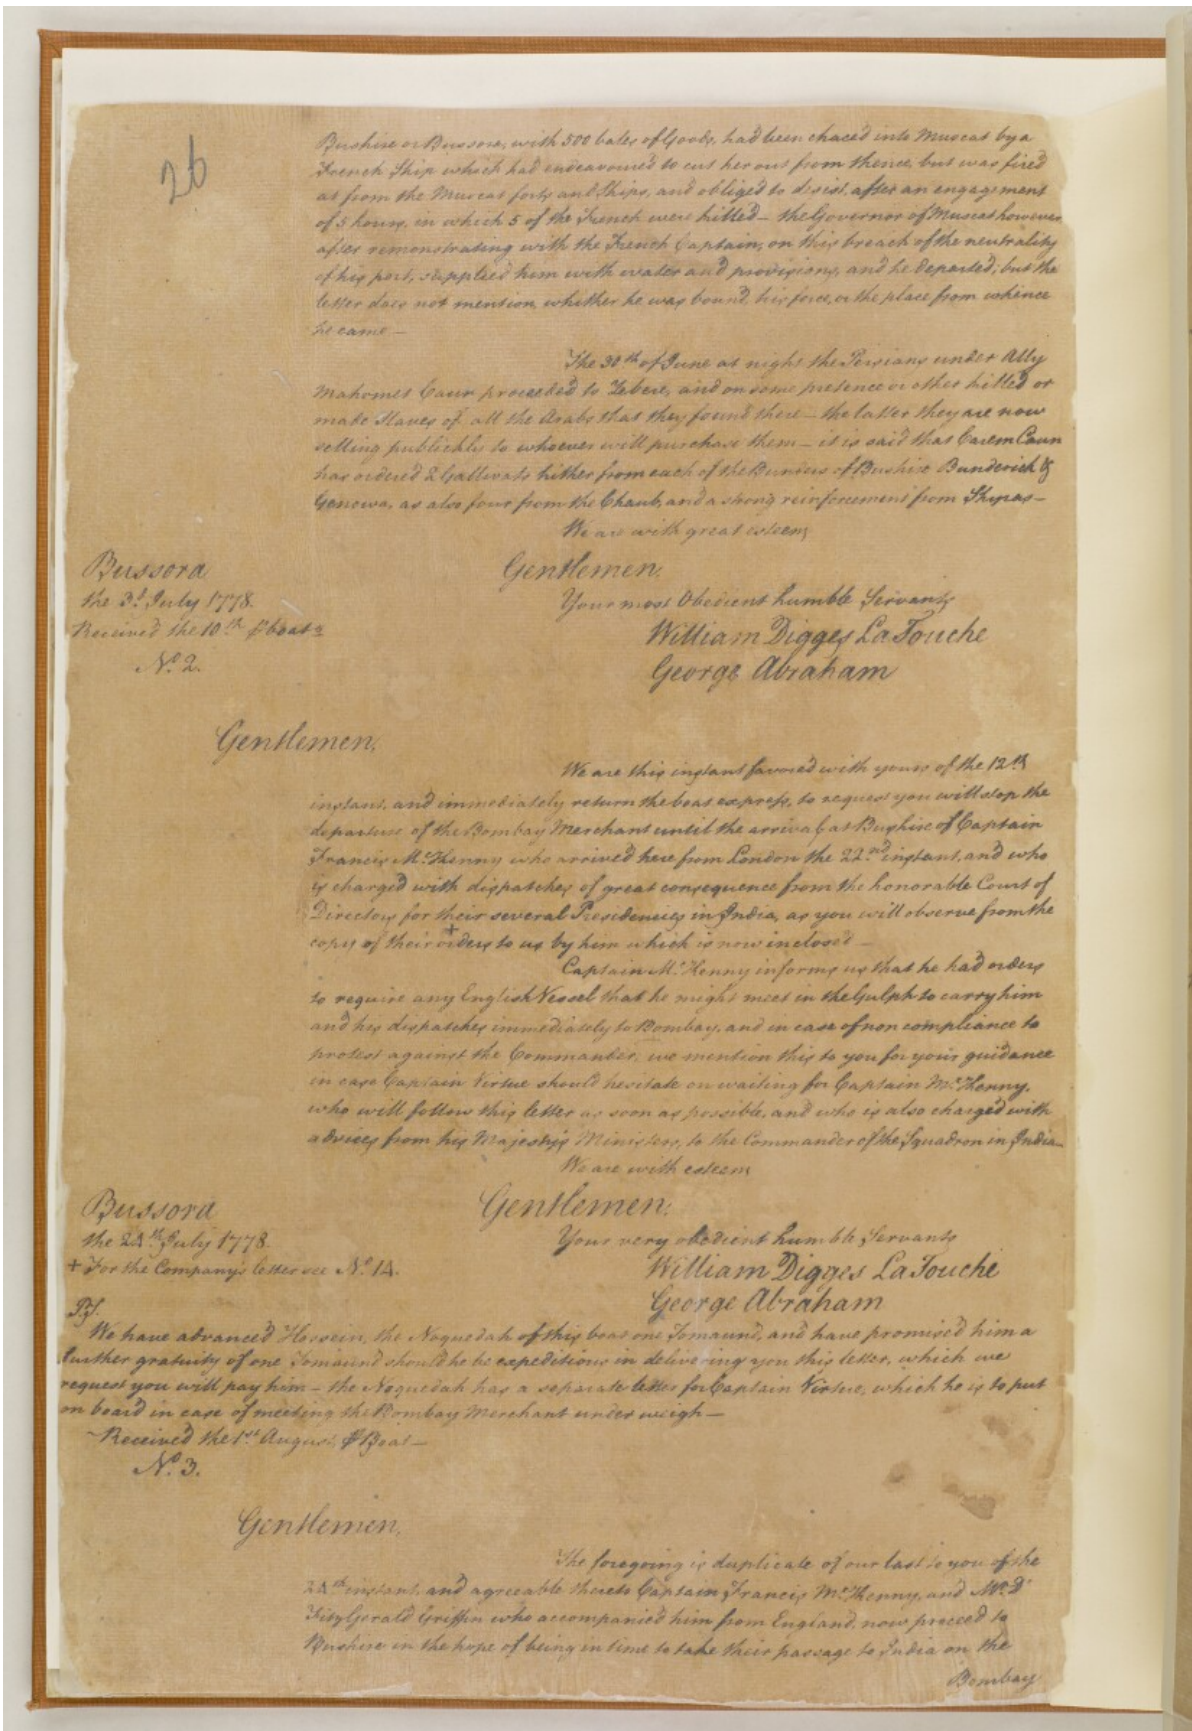 26
Bushire or Bussora, with 500 bales of Goods, had been chaced into Muscat by a
French Ship which had endeavoured to cut her out from thence, but was fired
at from the Muscat forts and Ships, and obliged to desist, after an engagement
of 5 hours, in which 5 of the French were killed – the Governor of Muscat however
after remonstrating with the French Captain, on this breach of the neutrality
of his port, supplied him with water and provisions, and he departed; but the
letter does not mention whether he was bound, his force, or the place from whence
he came –
The 30th of June at night the Persians under Ally
Mahomet Caun proceeded to Zebere, and on some pretence or other killed or
made Slaves of all the Arabs that they found there – the latter they are now
selling publickly to whoever will purchase them – it is said that Carem Caun
has ordered 2 Gallivats hither from each of the Bunders of Bushire Bunderick &
Genowa, as also four from the Chaub, and a strong reinforcement from Shyras –
We are with great esteem,
Gentlemen,
Bussora
the 3d July 1778.
Received the 10th ⅌ boat
No. 2.
Your most Obedient humble Servants
William Digges LaTouche
George Abraham
Gentlemen,
We are this instant favored with yours of the 12th
instant, and immediately return the boat express, to request you will stop the
departure of the Bombay Merchant until the arrival at Bushire of Captain
Francis McHenny who arrived here from London the 22nd instant, and who
is charged with dispatches of great consequence from the honorable Court of
Directors for their several Presidencies in India, as you will observe from the
copy of their + orders to us by him which is now inclosed –
Captain McHenny informs us that he had orders
to require any English Vessel that he might meet in the Gulph to carry him
and his dispatches immediately to Bombay, and in case of non compliance to
protest against the Commander, we mention this to you for your guidance
in case Captain Virtue should hesitate on waiting for Captain McHenny,
who will follow this letter as soon as possible, and who is also charged with
advices from his Majesty's Ministers, to the Commander of the Squadron in India –
We are with esteem
Gentlemen,
Bussora
the 24th July 1778.
+ For the Company's letter see No. 14.
Your very obedient humble Servants
William Digges LaTouche
George Abraham
P.S.
We have advanced Hossein, the Noquedah of this boat one Tomaund, and have promised him a
further gratuity of one Tomaund should he be expeditious in delivering you this letter, which we
request you will pay him – the Noquedah has a separate letter for Captain Virtue, which he is to put
on board in case of meeting the Bombay Merchant under weigh –
Received the 1st August, ⅌ Boat –
No. 3.
Gentlemen,
The foregoing is duplicate of our last to you of the
24th instant, and agreeable thereto Captain Francis McHenny, and Mr.
FitzGerald Griffin who accompanied him from England, now proceed to
Bushire in the hope of being in time to take their passage to India on the
Bombay